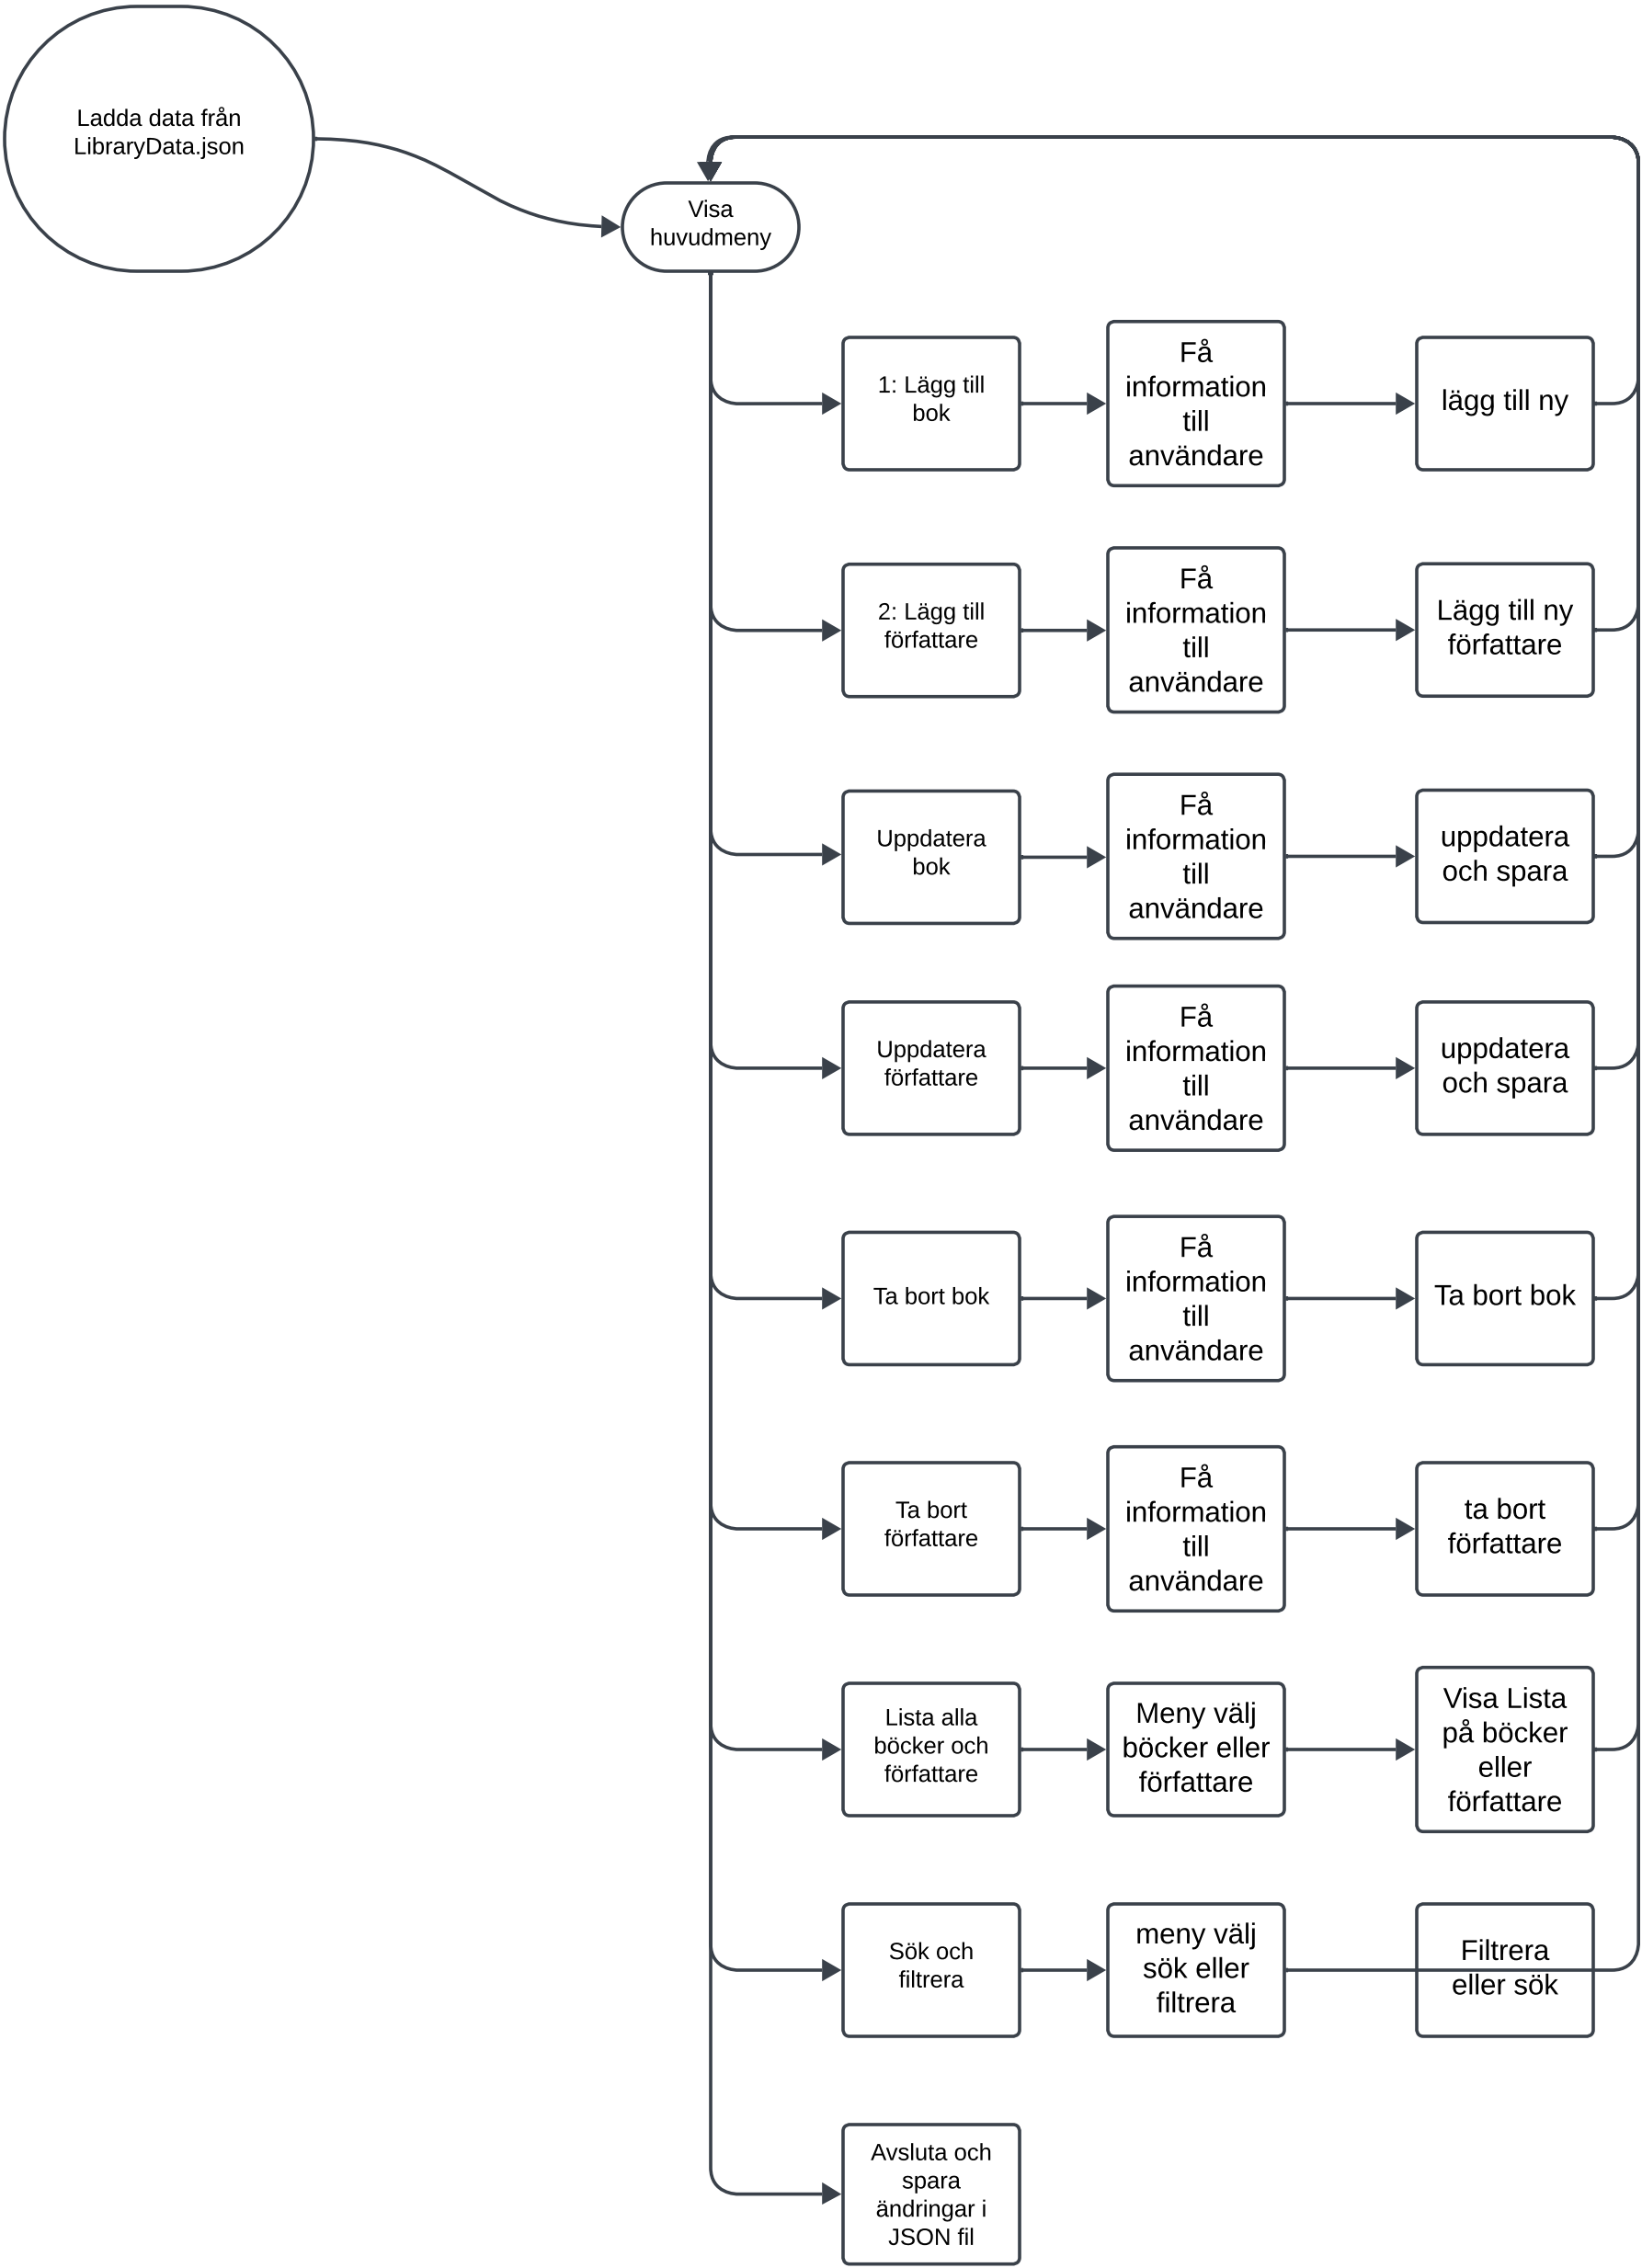 Ladda data från
LibraryData.json
Visa
huvudmeny
1: Lägg till
bok
Få
information
till
användare
lägg till ny
2: Lägg till
författare
Få
information
till
användare
Lägg till ny
författare
Uppdatera
bok
Få
information
till
användare
uppdatera
och spara
Uppdatera
författare
Få
information
till
användare
uppdatera
och spara
Ta bort bok
Få
information
till
användare
Ta bort bok
Ta bort
författare
Få
information
till
användare
ta bort
författare
Lista alla
böcker och
författare
Meny välj
böcker eller
författare
Visa Lista
på böcker
eller
författare
Sök och
filtrera
meny välj
sök eller
filtrera
Filtrera
eller sök
Avsluta och
spara
ändringar i
JSON fil